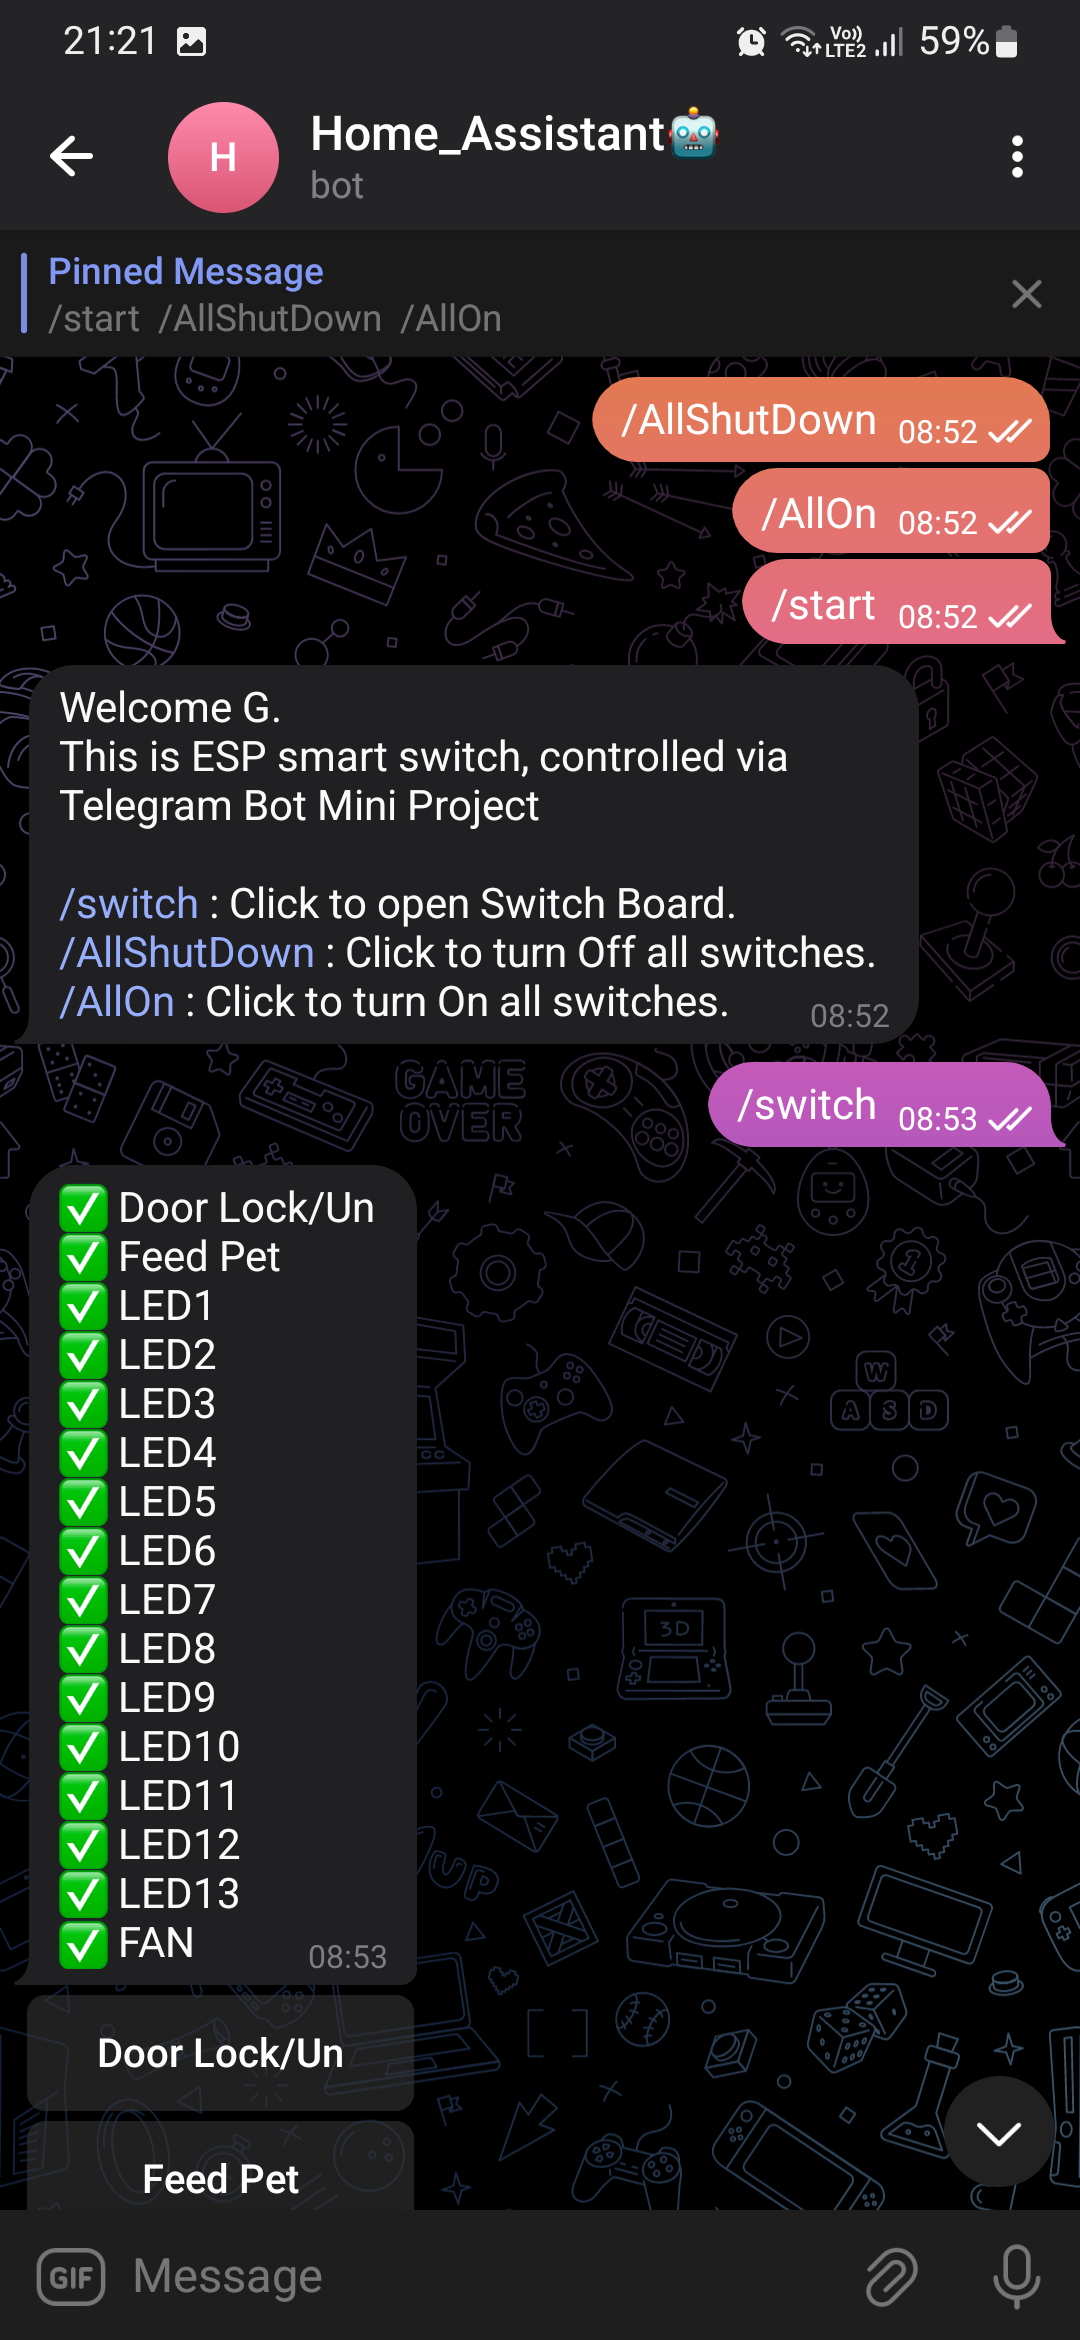 21:21 Vo)) LTE2 59%
H
Home_Assistant🤖
bot
Pinned Message
/start /AllShutDown /AllOn
/AllShutDown 08:52
/AllOn 08:52
/start 08:52
Welcome G.
This is ESP smart switch, controlled via
Telegram Bot Mini Project
/switch : Click to open Switch Board.
/AllShutDown : Click to turn Off all switches.
/AllOn : Click to turn On all switches.
08:52
GAME
OVER
/switch 08:53
✅ Door Lock/Un
✅ Feed Pet
✅ LED1
✅ LED2
✅ LED3
✅ LED4
✅ LED5
✅ LED6
✅ LED7
✅ LED8
✅ LED9
✅ LED10
✅ LED11
✅ LED12
✅ LED13
✅ FAN
08:53
W
A S D
3D
UP
Door Lock/Un
Feed Pet
GIF Message